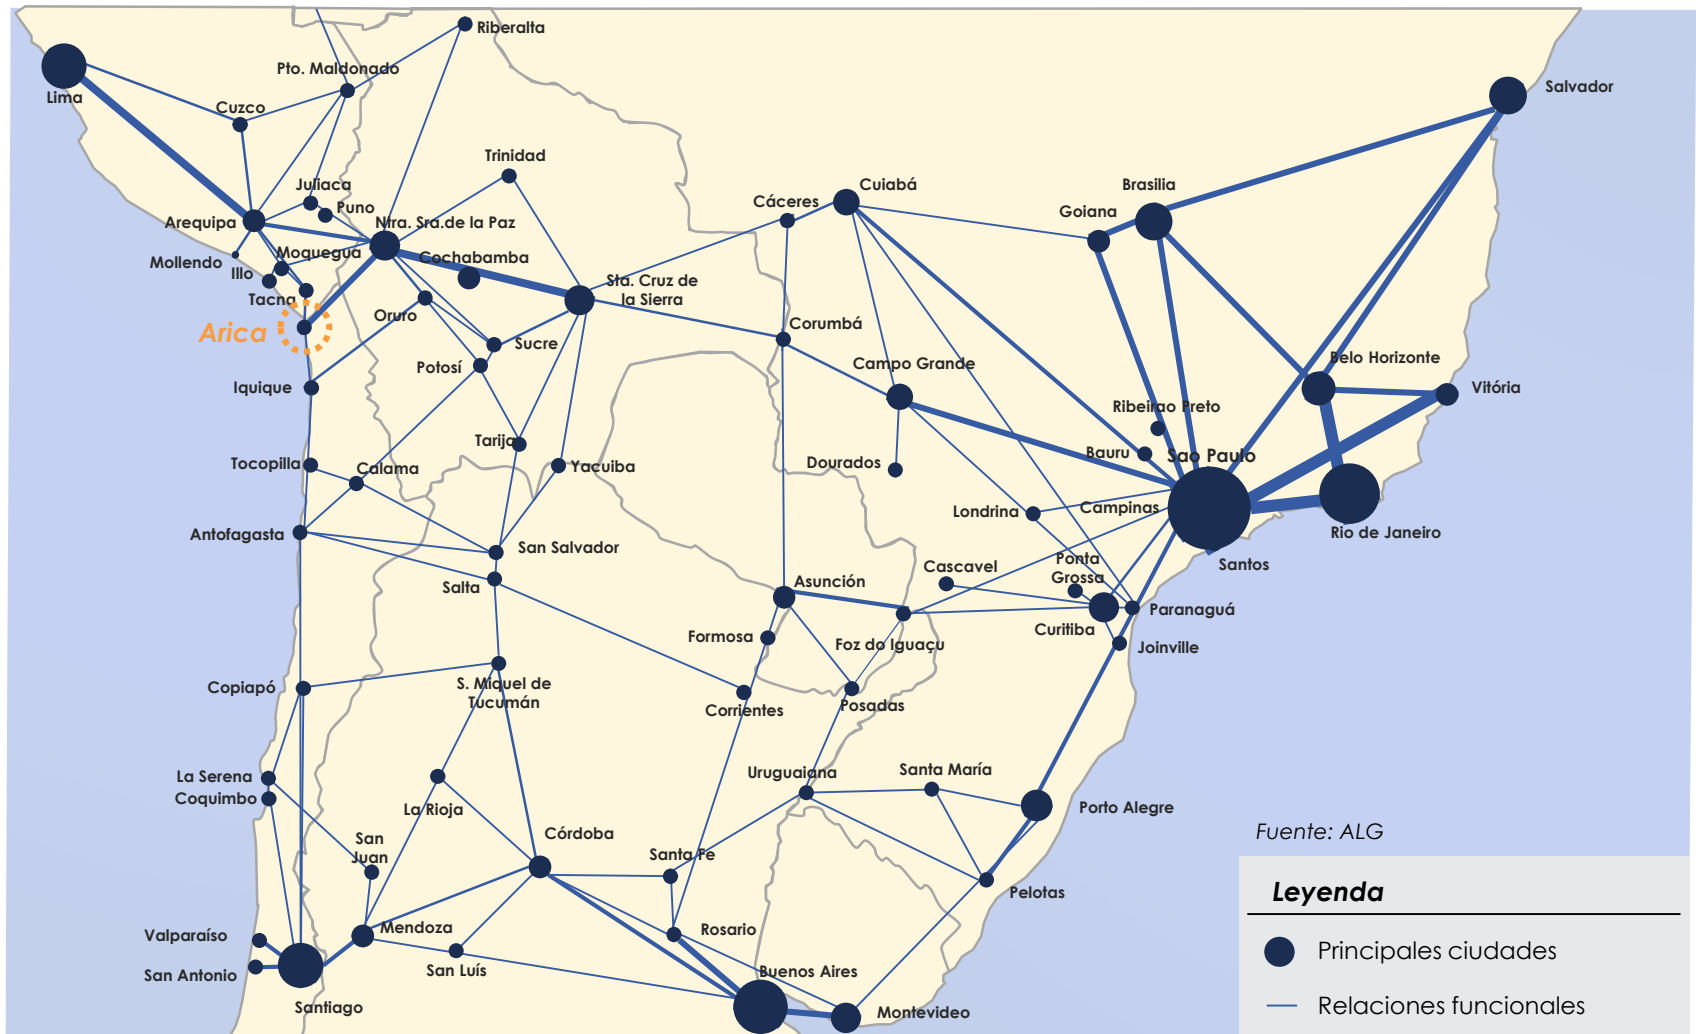 Riberalta
Pto. Maldonado
Lima
Cuzco
Salvador
Trinidad
Juliaca
Puno
Cáceres
Cuiabá
Brasilia
Goiana
Arequipa
Ntra. Sra.de la Paz
Moquegua
Cochabamba
Mollendo
Illo
Tacna
Sta. Cruz de
la Sierra
Oruro
Arica
Corumbá
Sucre
Potosí
Campo Grande
Belo Horizonte
Iquique
Vitória
Ribeirao Preto
Tarija
Bauru
Sao Paulo
Tocopilla
Calama
Yacuiba
Dourados
Londrina
Campinas
Antofagasta
Rio de Janeiro
San Salvador
Santos
Salta
Asunción
Cascavel
Ponta
Grossa
Paranaguá
Curitiba
Formosa
Foz do Iguaçu
Joinville
Copiapó
S. Miquel de
Tucumán
Corrientes
Posadas
La Serena
Coquimbo
Uruguaiana
Santa María
La Rioja
Porto Alegre
San
Juan
Córdoba
Santa Fe
Fuente: ALG
Pelotas
Leyenda
Valparaíso
Mendoza
Rosario
San Antonio
San Luís
Buenos Aires
Principales ciudades
Santiago
Montevideo
Relaciones funcionales